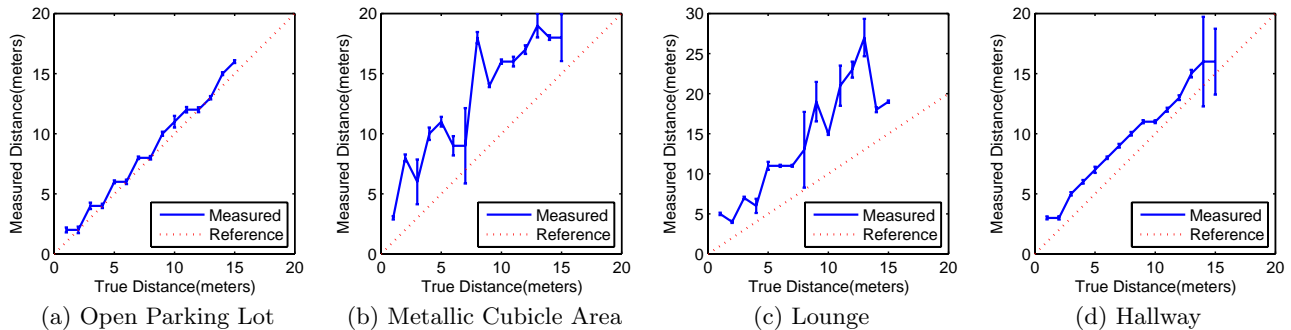 20
15
10
5
0
Measured Distance(meters)
0 5 10 15 20
True Distance(meters)
Measured
Reference
(a) Open Parking Lot
20
15
10
5
0
Measured Distance(meters)
0 5 10 15 20
True Distance(meters)
Measured
Reference
(b) Metallic Cubicle Area
30
25
20
15
10
5
0
Measured Distance(meters)
0 5 10 15 20
True Distance(meters)
Measured
Reference
(c) Lounge
20
15
10
5
0
Measured Distance(meters)
0 5 10 15 20
True Distance(meters)
Measured
Reference
(d) Hallway